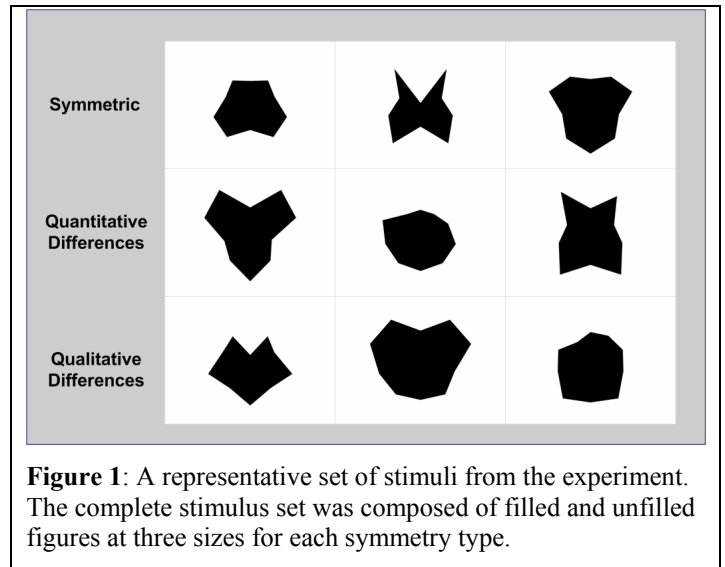 Symmetric
Quantitative
Differences
Qualitative
Differences
Figure 1: A representative set of stimuli from the experiment.
The complete stimulus set was composed of filled and unfilled
figures at three sizes for each symmetry type.